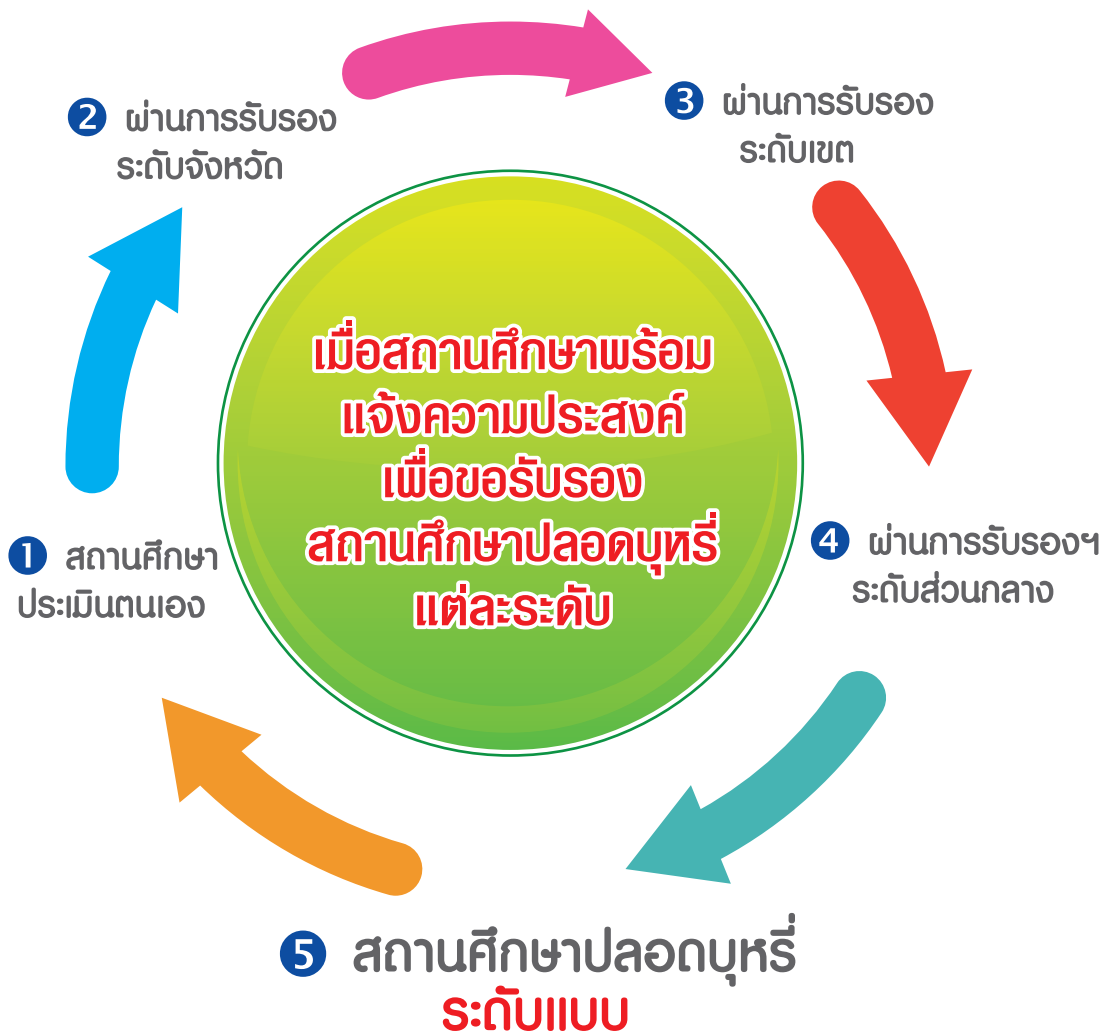 เมื่อสถานศึกษาพร้อม
แจ้งความประสงค์
เพื่อขอรับรอง
สถานศึกษาปลอดบุหรี่
แต่ละระดับ
1 สถานศึกษา
ประเมินตนเอง
2 ผ่านการรับรอง
ระดับจังหวัด
3 ผ่านการรับรอง
ระดับเขต
4 ผ่านการรับรองฯ
ระดับส่วนกลาง
5 สถานศึกษาปลอดบุหรี่
ระดับแบบ